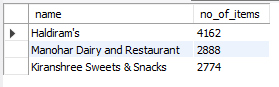 name no_of_items
Haldiram's 4162
Manohar Dairy and Restaurant 2888
Kiranshree Sweets & Snacks 2774